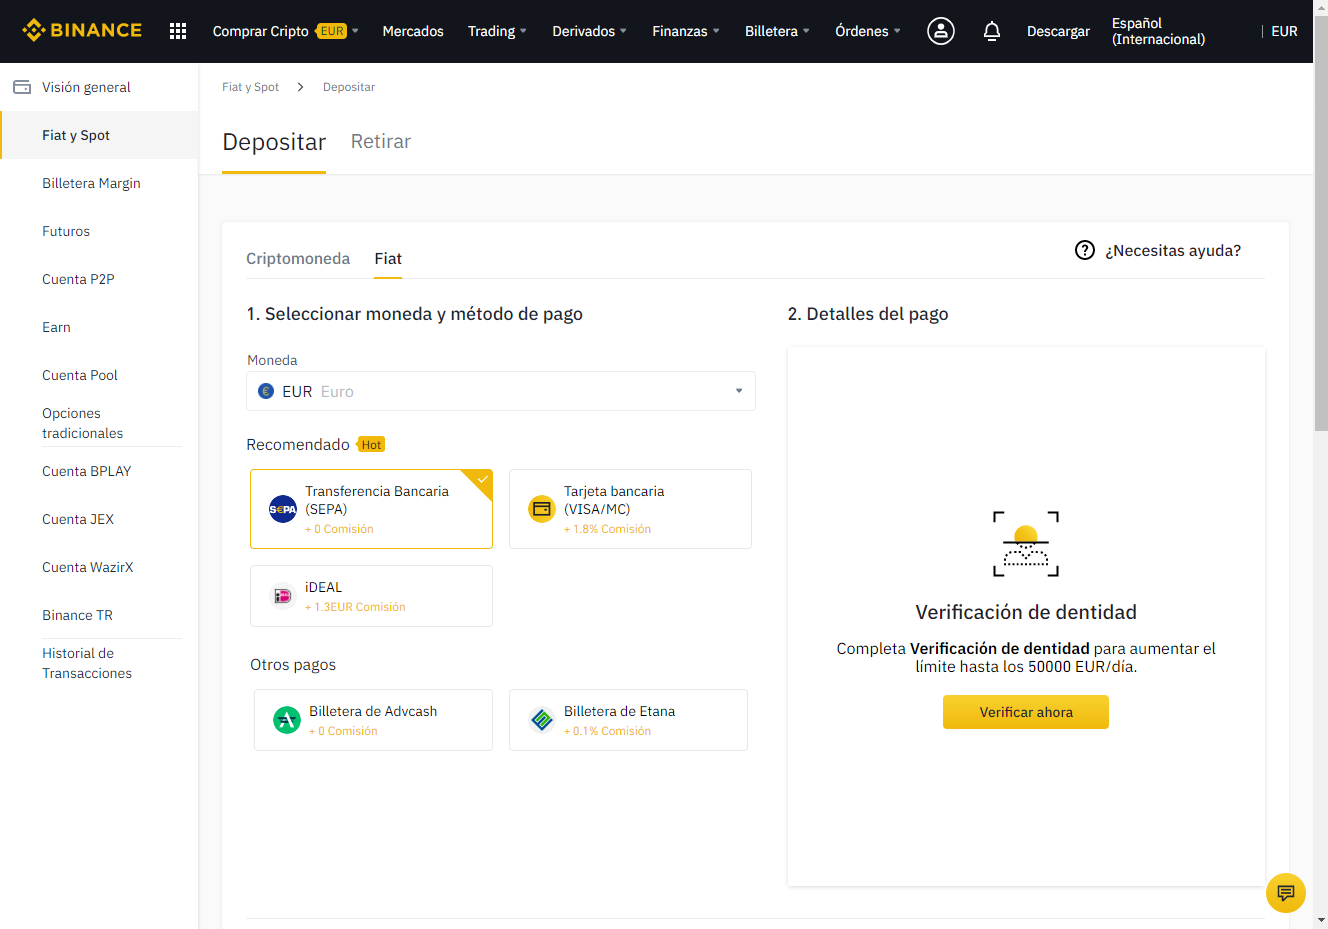 BINANCE
Comprar Cripto EUR
Mercados
Trading
Derivados
Finanzas
Billetera
Órdenes
Descargar
Español
(Internacional)
| EUR
Visión general
Fiat y Spot
Billetera Margin
Futuros
Cuenta P2P
Earn
Cuenta Pool
Opciones
tradicionales
Cuenta BPLAY
Cuenta JEX
Cuenta WazirX
Binance TR
Historial de
Transacciones
Fiat y Spot > Depositar
Depositar Retirar
Criptomoneda Fiat
¿Necesitas ayuda?
1. Seleccionar moneda y método de pago
Moneda
€ EUR Euro
Recomendado Hot
SEPA
Transferencia Bancaria
(SEPA)
+ 0 Comisión
Tarjeta bancaria
(VISA/MC)
+ 1.8% Comisión
iDEAL
+ 1.3EUR Comisión
Otros pagos
Billetera de Advcash
+ 0 Comisión
Billetera de Etana
+ 0.1% Comisión
2. Detalles del pago
Verificación de dentidad
Completa Verificación de dentidad para aumentar el
límite hasta los 50000 EUR/día.
Verificar ahora